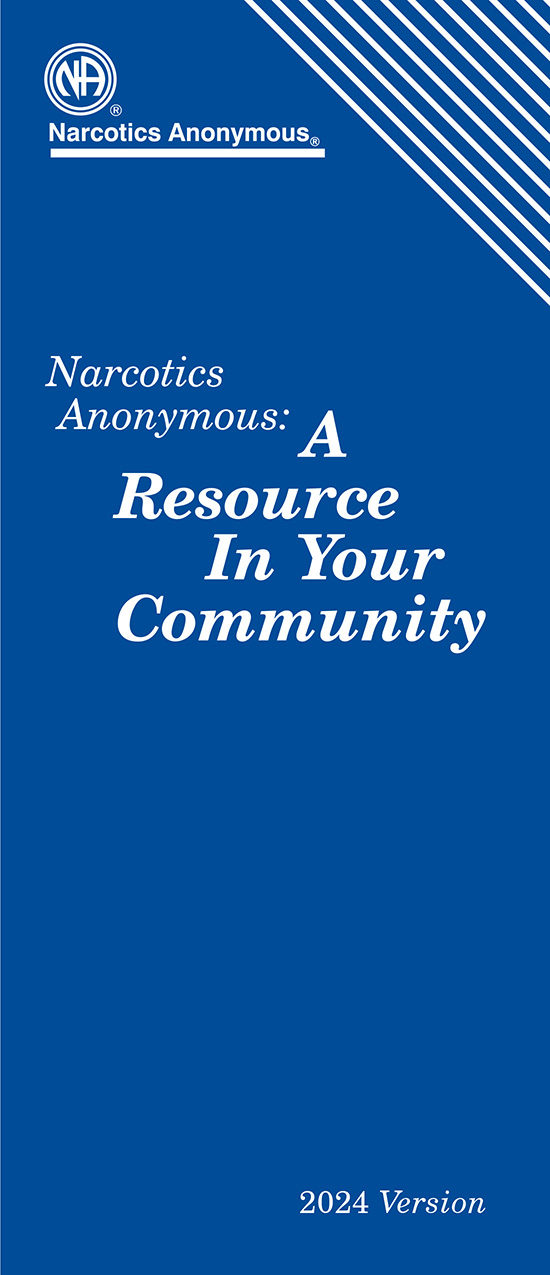 NA
®
Narcotics Anonymous®
Narcotics
Anonymous: A
Resource
In Your
Community
2024 Version